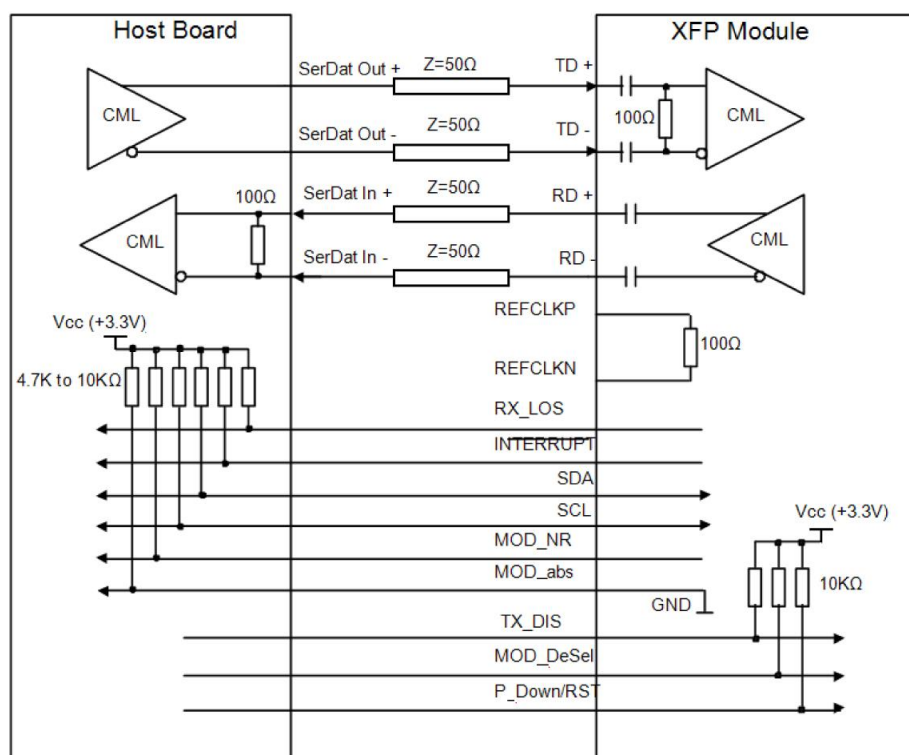 Host Board
XFP Module
SerDat Out +
Z=50Ω
TD +
CML
100Ω
CML
SerDat Out -
Z=50Ω
TD -
SerDat In +
Z=50Ω
RD +
100Ω
CML
CML
SerDat In -
Z=50Ω
RD -
REFCLKP
Vcc (+3.3V)
100Ω
REFCLKN
4.7K to 10KΩ
RX_LOS
INTERRUPT
SDA
SCL
Vcc (+3.3V)
MOD_NR
MOD_abs
10KΩ
GND
TX_DIS
MOD_DeSel
P_Down/RST